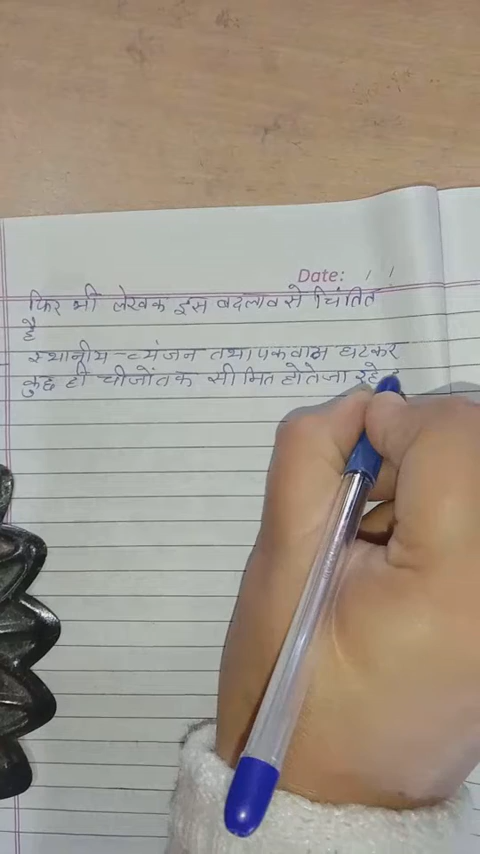 Date: / /
फिर भी लेखक इस बदलाव से चिंतित
है
स्थानीय-व्यंजन तथा पकवान घटकर
कुछ ही चीजों तक सीमित होते जा रहे